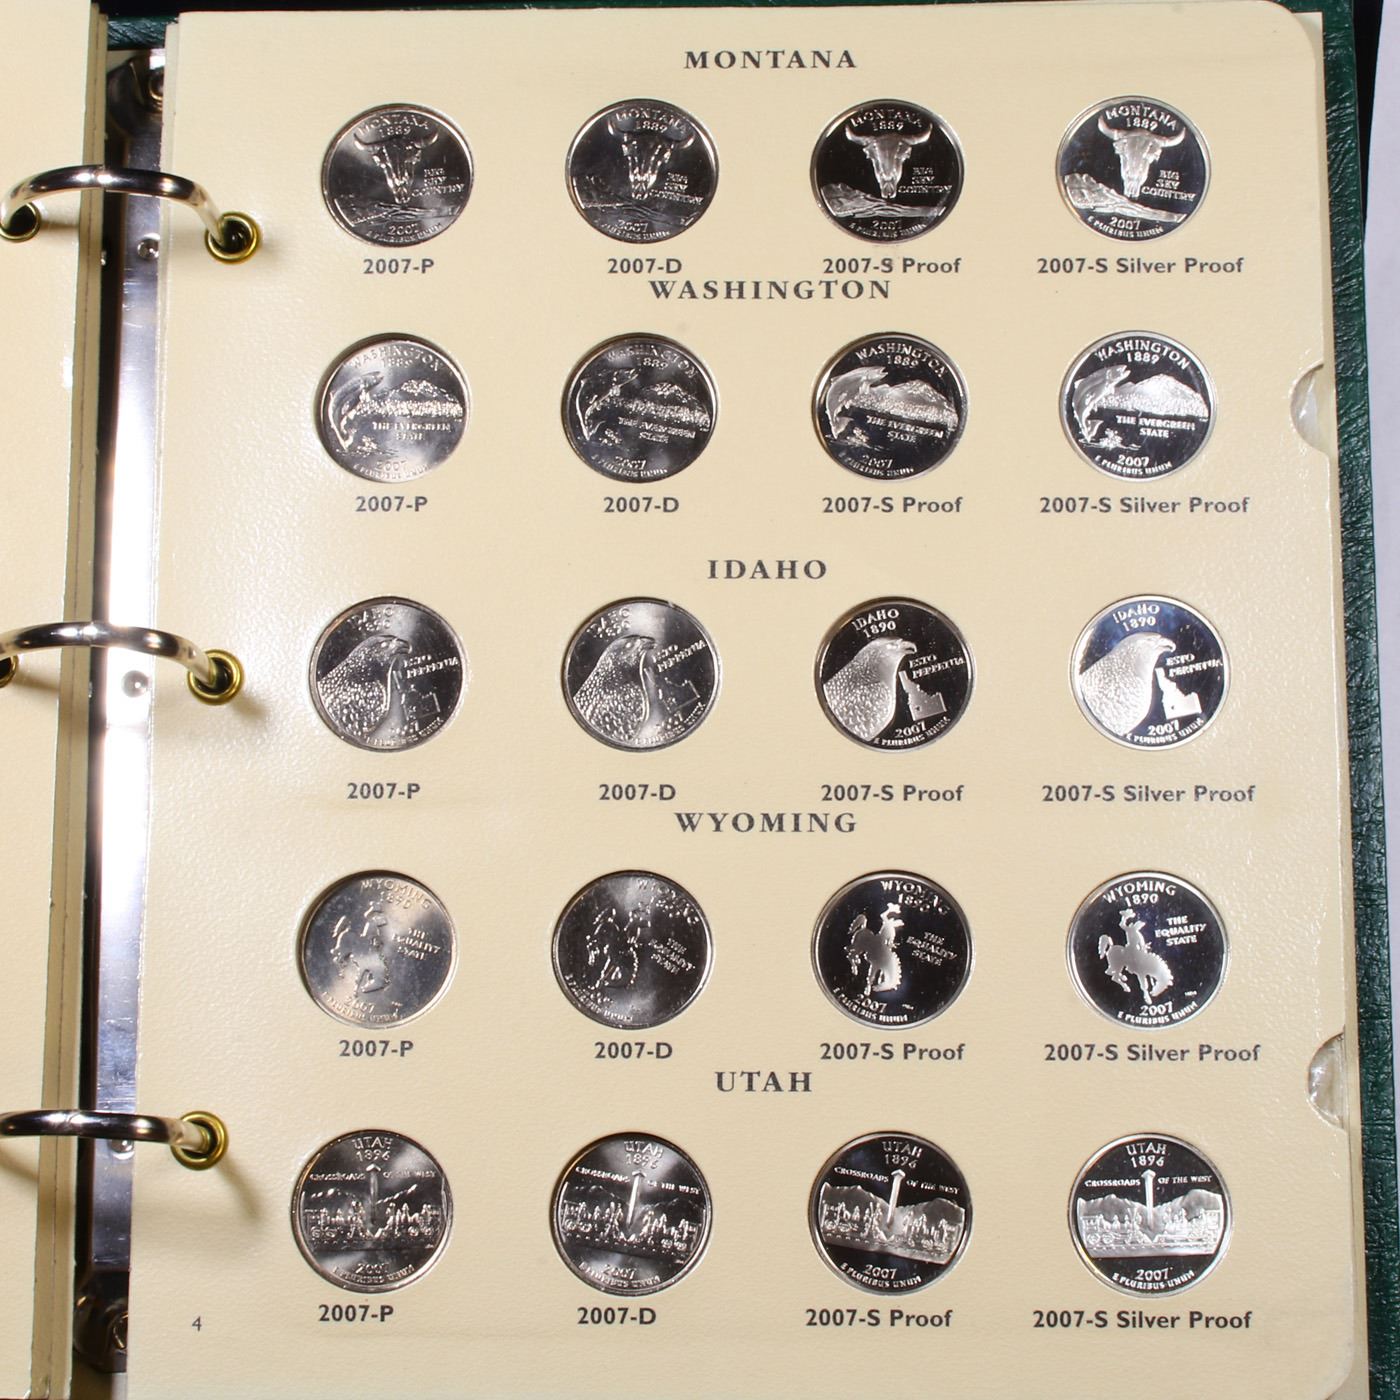 MONTANA
2007-P 2007-D 2007-S Proof 2007-S Silver Proof
WASHINGTON
2007-P 2007-D 2007-S Proof 2007-S Silver Proof
IDAHO
2007-P 2007-D 2007-S Proof 2007-S Silver Proof
WYOMING
2007-P 2007-D 2007-S Proof 2007-S Silver Proof
UTAH
2007-P 2007-D 2007-S Proof 2007-S Silver Proof
4
MONTANA
1889
BIG
SKY
COUNTRY
2007
E PLURIBUS UNUM
WASHINGTON
1889
THE EVERGREEN
STATE
2007
E PLURIBUS UNUM
IDAHO
1890
ESTO
PERPETUA
2007
E PLURIBUS UNUM
WYOMING
1890
THE
EQUALITY
STATE
2007
E PLURIBUS UNUM
UTAH
1896
CROSSROADS OF THE WEST
2007
E PLURIBUS UNUM